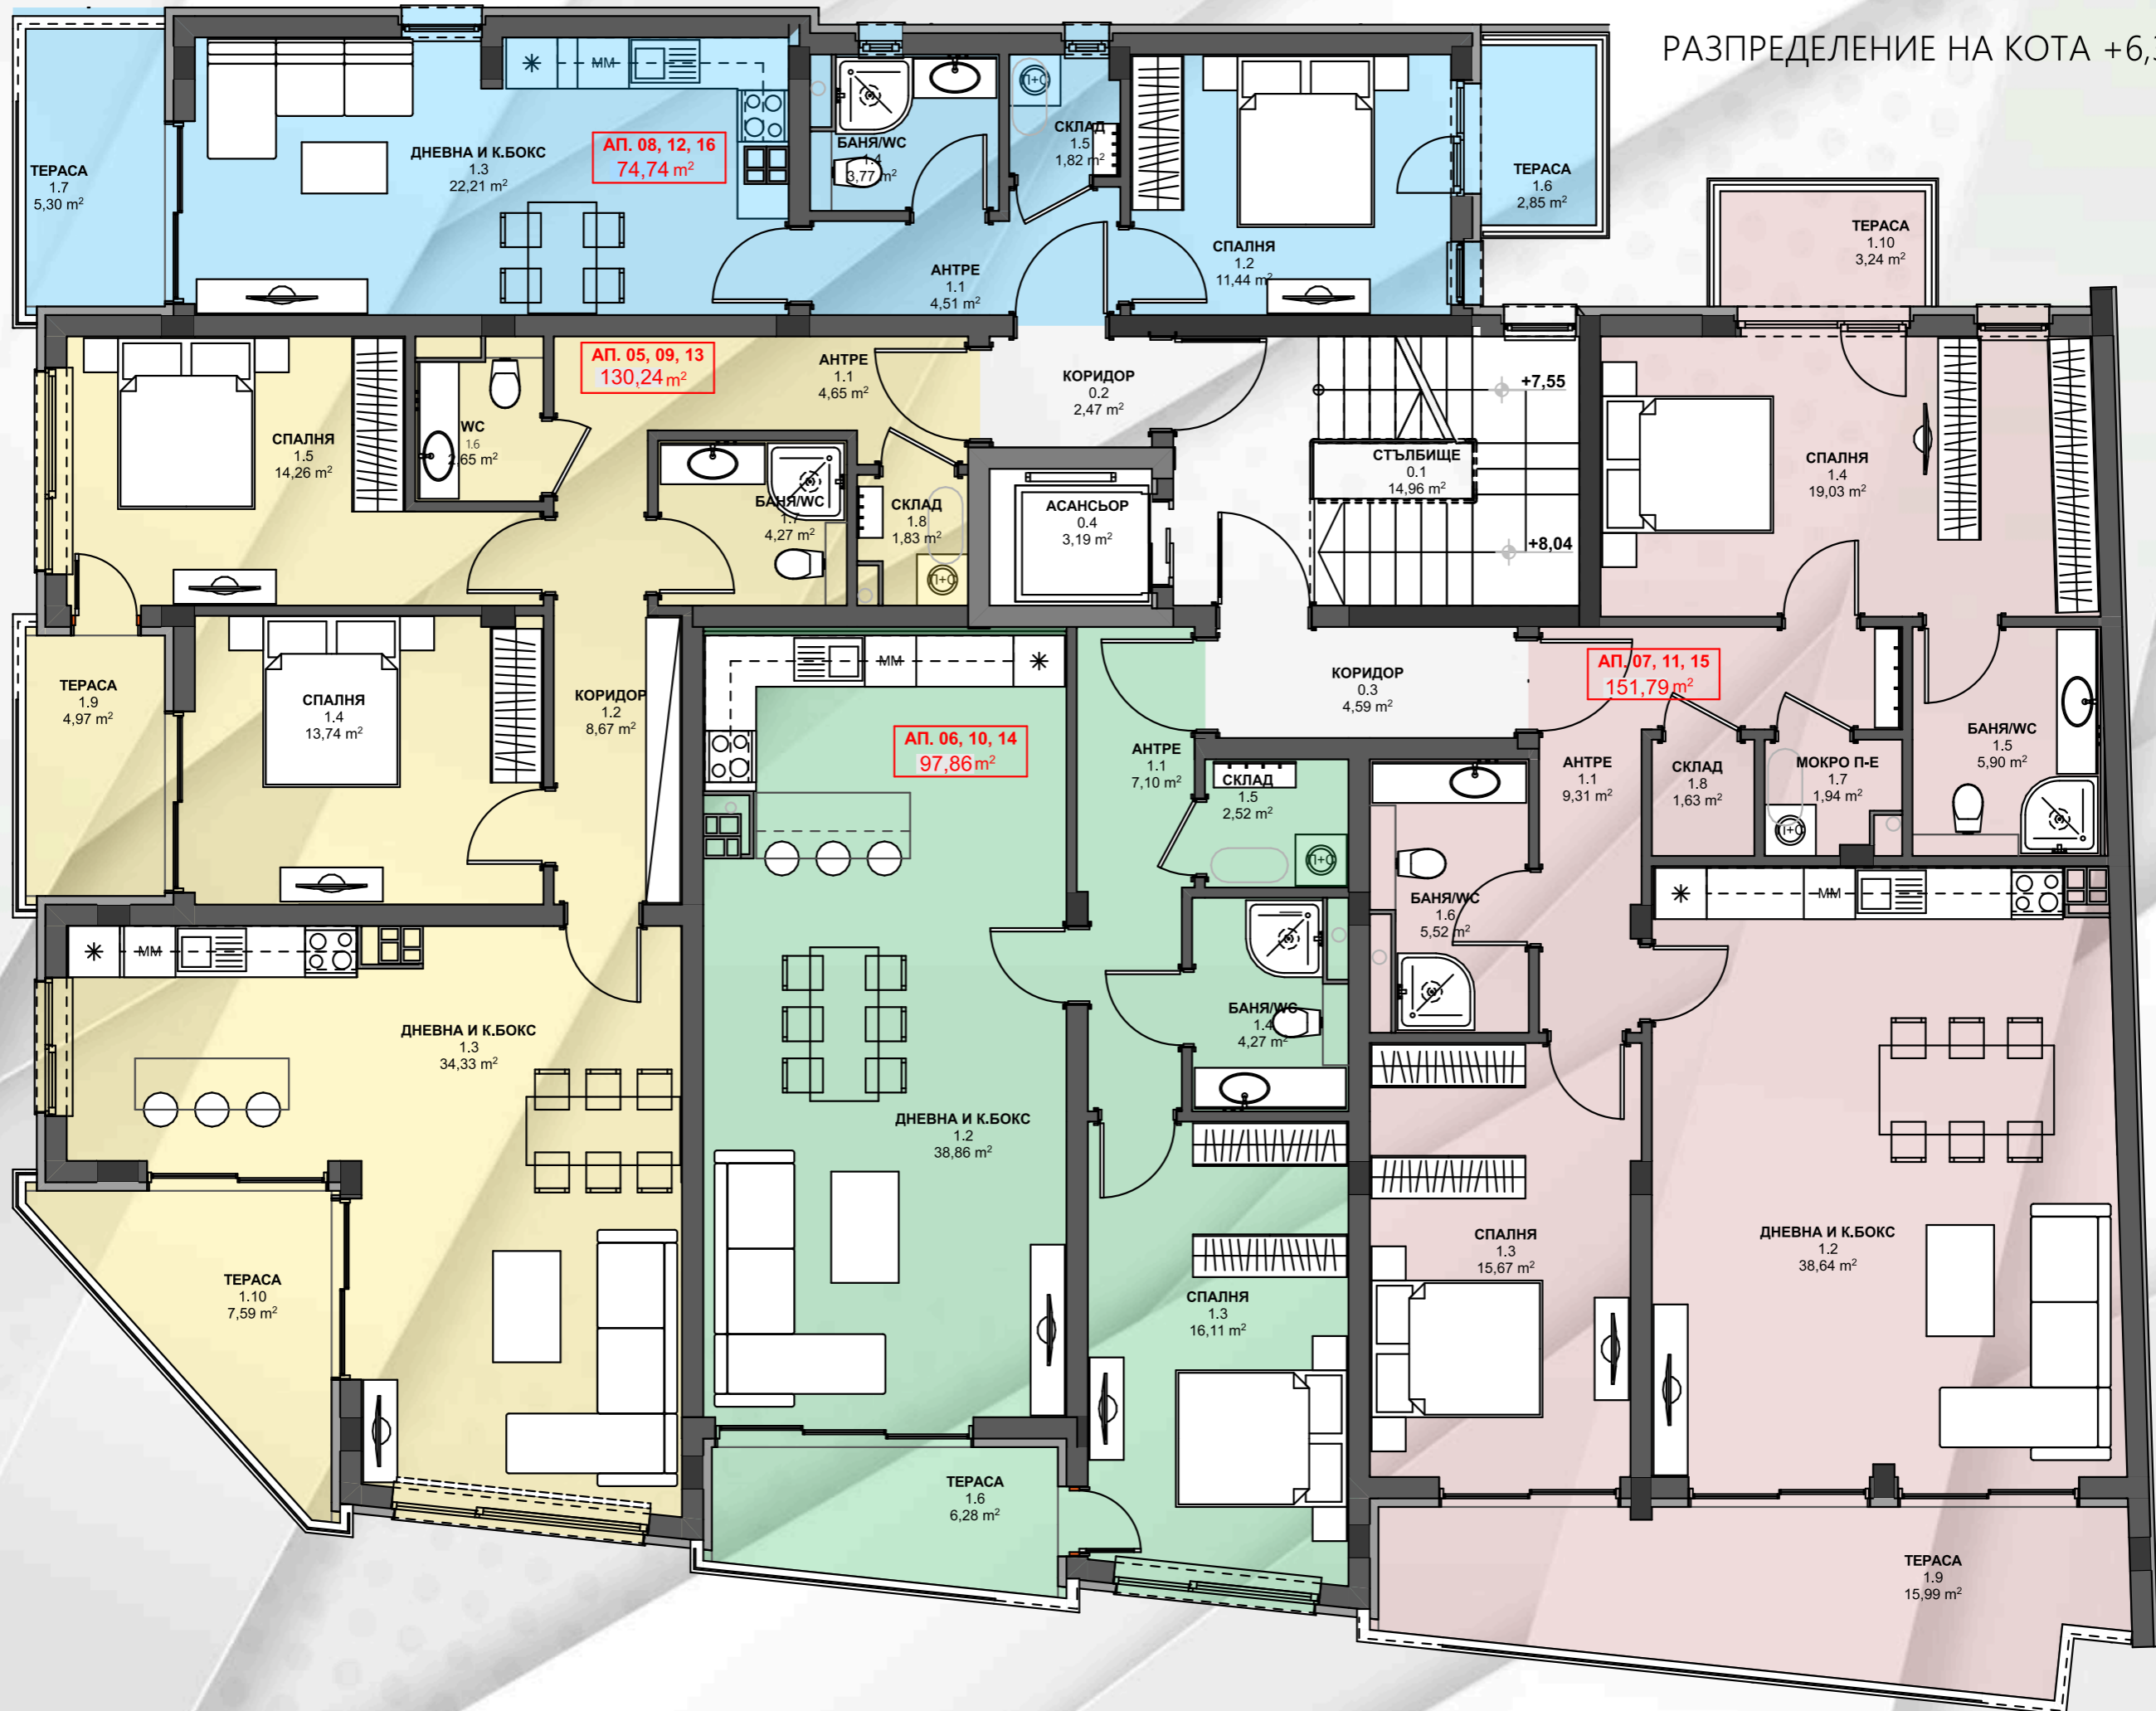 РАЗПРЕДЕЛЕНИЕ НА КОТА +6,
ТЕРАСА
1.7
5,30 m²
ДНЕВНА И К.БОКС
1.3
22,21 m²
АП. 08, 12, 16
74,74 m²
ММ
БАНЯ/WC
1.4
3,77 m²
СКЛАД
1.5
1,82 m²
П+С
СПАЛНЯ
1.2
11,44 m²
АНТРЕ
1.1
4,51 m²
ТЕРАСА
1.6
2,85 m²
ТЕРАСА
1.10
3,24 m²
СПАЛНЯ
1.5
14,26 m²
WC
1.6
2,65 m²
АП. 05, 09, 13
130,24 m²
АНТРЕ
1.1
4,65 m²
БАНЯ/WC
1.7
4,27 m²
СКЛАД
1.8
1,83 m²
П+С
КОРИДОР
0.2
2,47 m²
АСАНСЬОР
0.4
3,19 m²
СТЪЛБИЩЕ
0.1
14,96 m²
+7,55
+8,04
СПАЛНЯ
1.4
19,03 m²
ТЕРАСА
1.9
4,97 m²
СПАЛНЯ
1.4
13,74 m²
КОРИДОР
1.2
8,67 m²
ММ
АП. 06, 10, 14
97,86 m²
АНТРЕ
1.1
7,10 m²
КОРИДОР
0.3
4,59 m²
СКЛАД
1.5
2,52 m²
П+С
АП. 07, 11, 15
151,79 m²
АНТРЕ
1.1
9,31 m²
СКЛАД
1.8
1,63 m²
МОКРО П-Е
1.7
1,94 m²
П+С
БАНЯ/WC
1.5
5,90 m²
БАНЯ/WC
1.6
5,52 m²
ММ
ММ
ДНЕВНА И К.БОКС
1.3
34,33 m²
БАНЯ/WC
1.4
4,27 m²
ДНЕВНА И К.БОКС
1.2
38,86 m²
ТЕРАСА
1.10
7,59 m²
СПАЛНЯ
1.3
16,11 m²
СПАЛНЯ
1.3
15,67 m²
ДНЕВНА И К.БОКС
1.2
38,64 m²
ТЕРАСА
1.6
6,28 m²
ТЕРАСА
1.9
15,99 m²